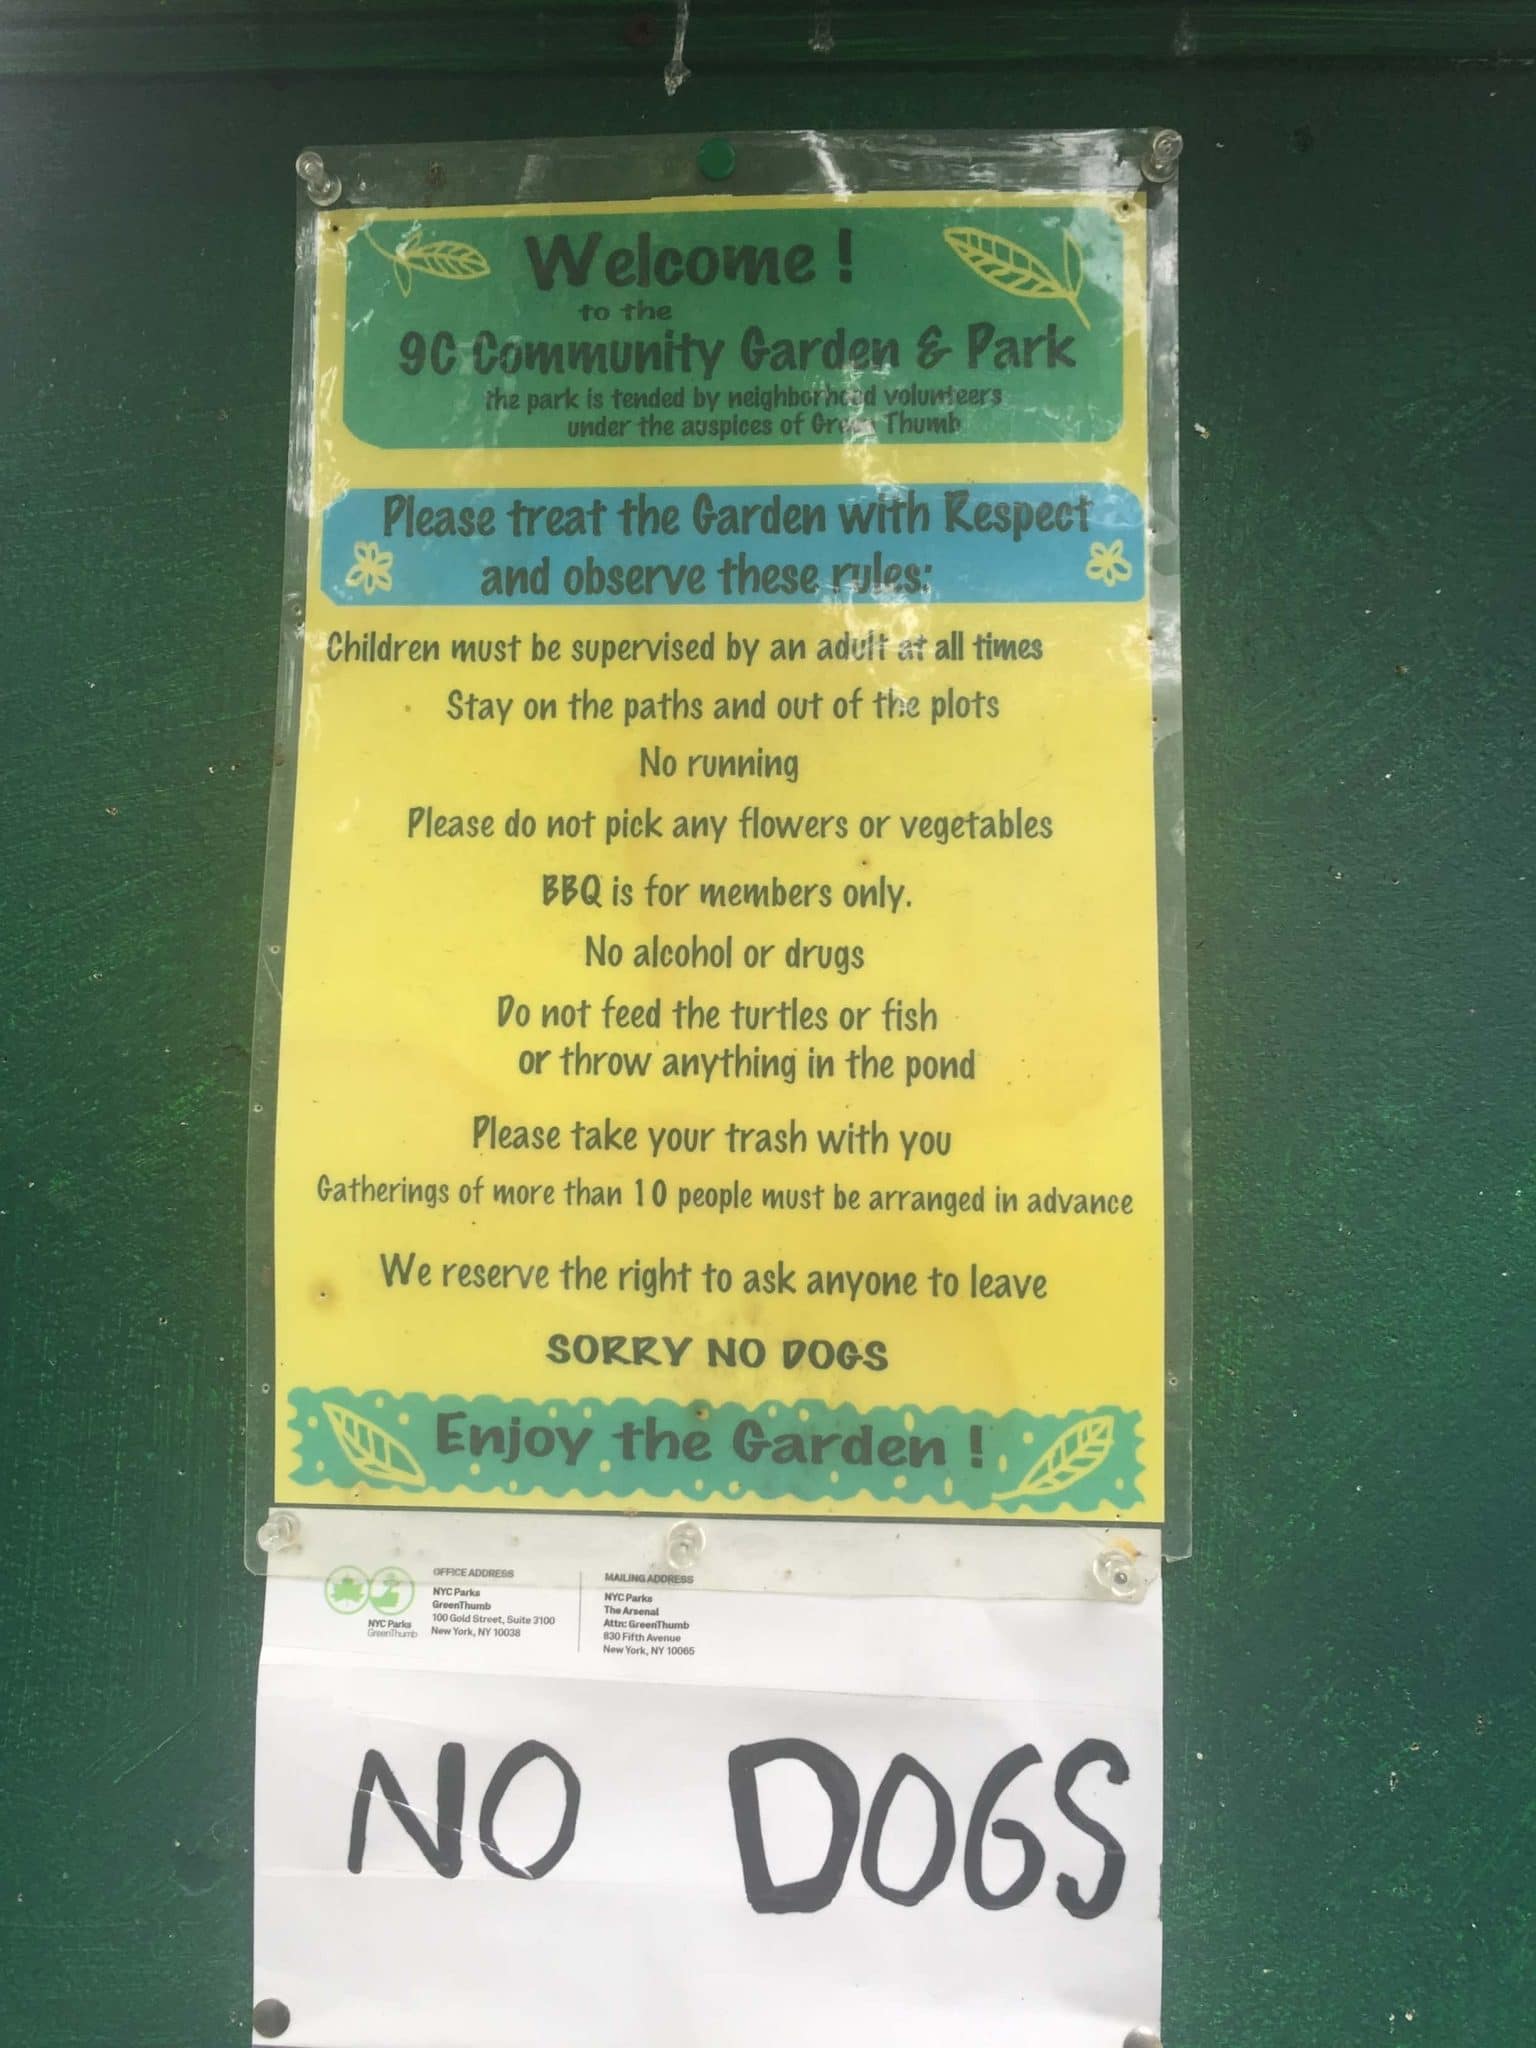 Welcome !
to the
9C Community Garden & Park
the park is tended by neighborhood volunteers
under the auspices of Green Thumb
Please treat the Garden with Respect
and observe these rules:
Children must be supervised by an adult at all times
Stay on the paths and out of the plots
No running
Please do not pick any flowers or vegetables
BBQ is for members only.
No alcohol or drugs
Do not feed the turtles or fish
or throw anything in the pond
Please take your trash with you
Gatherings of more than 10 people must be arranged in advance
We reserve the right to ask anyone to leave
SORRY NO DOGS
Enjoy the Garden !
NYC Parks
GreenThumb
OFFICE ADDRESS
NYC Parks
GreenThumb
100 Gold Street, Suite 3100
New York, NY 10038
MAILING ADDRESS
NYC Parks
The Arsenal
Attn: GreenThumb
830 Fifth Avenue
New York, NY 10065
NO DOGS